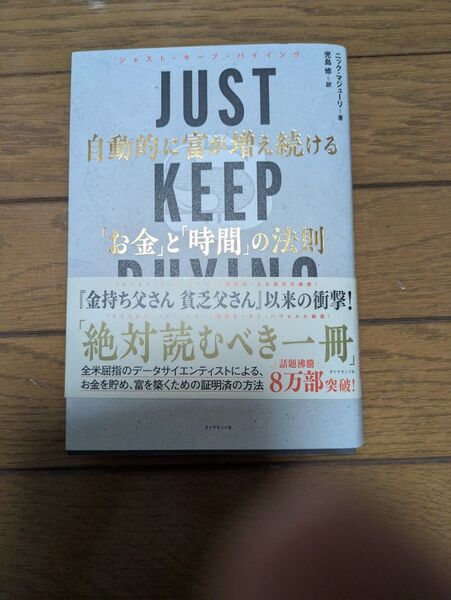 ジャスト・キープ・バイイング
ニック・マジューリ=著
児島 修=訳
JUST
自動的に富が増え続ける
KEEP
「お金」と「時間」の法則
BUYING
『金持ち父さん 貧乏父さん』以来の衝撃!
「絶対読むべき一冊」
全米屈指のデータサイエンティストによる、
お金を貯め、富を築くための証明済の方法
話題沸騰
8万部突破!
ダイヤモンド社